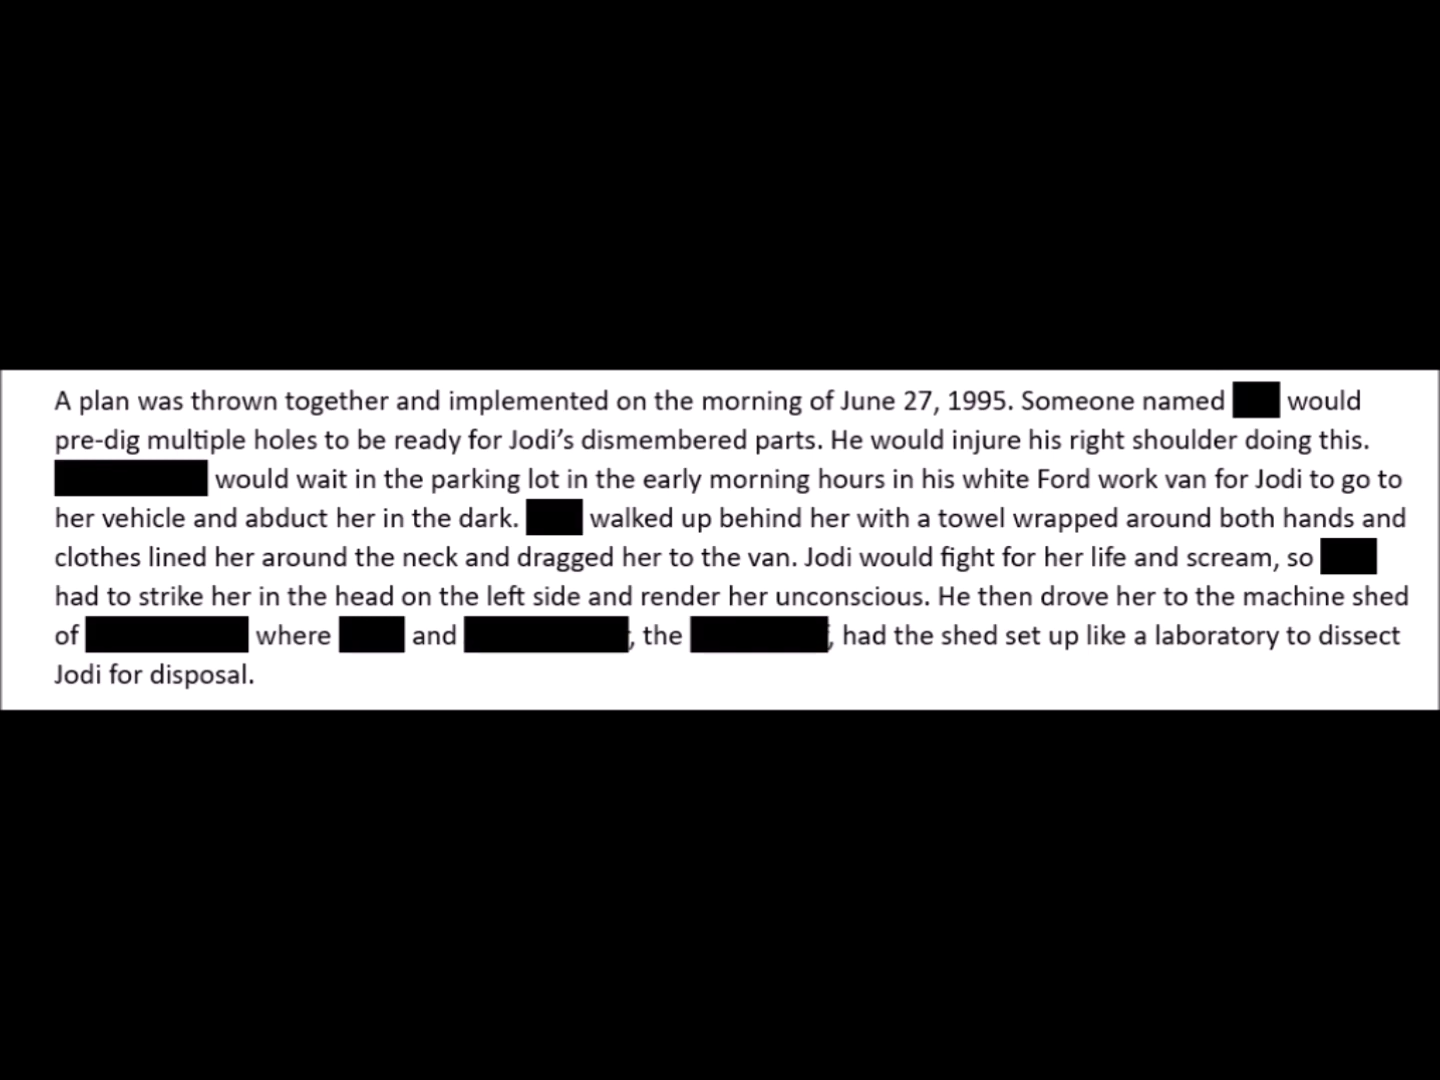 A plan was thrown together and implemented on the morning of June 27, 1995. Someone named would
pre-dig multiple holes to be ready for Jodi’s dismembered parts. He would injure his right shoulder doing this.
would wait in the parking lot in the early morning hours in his white Ford work van for Jodi to go to
her vehicle and abduct her in the dark. walked up behind her with a towel wrapped around both hands and
clothes lined her around the neck and dragged her to the van. Jodi would fight for her life and scream, so
had to strike her in the head on the left side and render her unconscious. He then drove her to the machine shed
of where and , the , had the shed set up like a laboratory to dissect
Jodi for disposal.